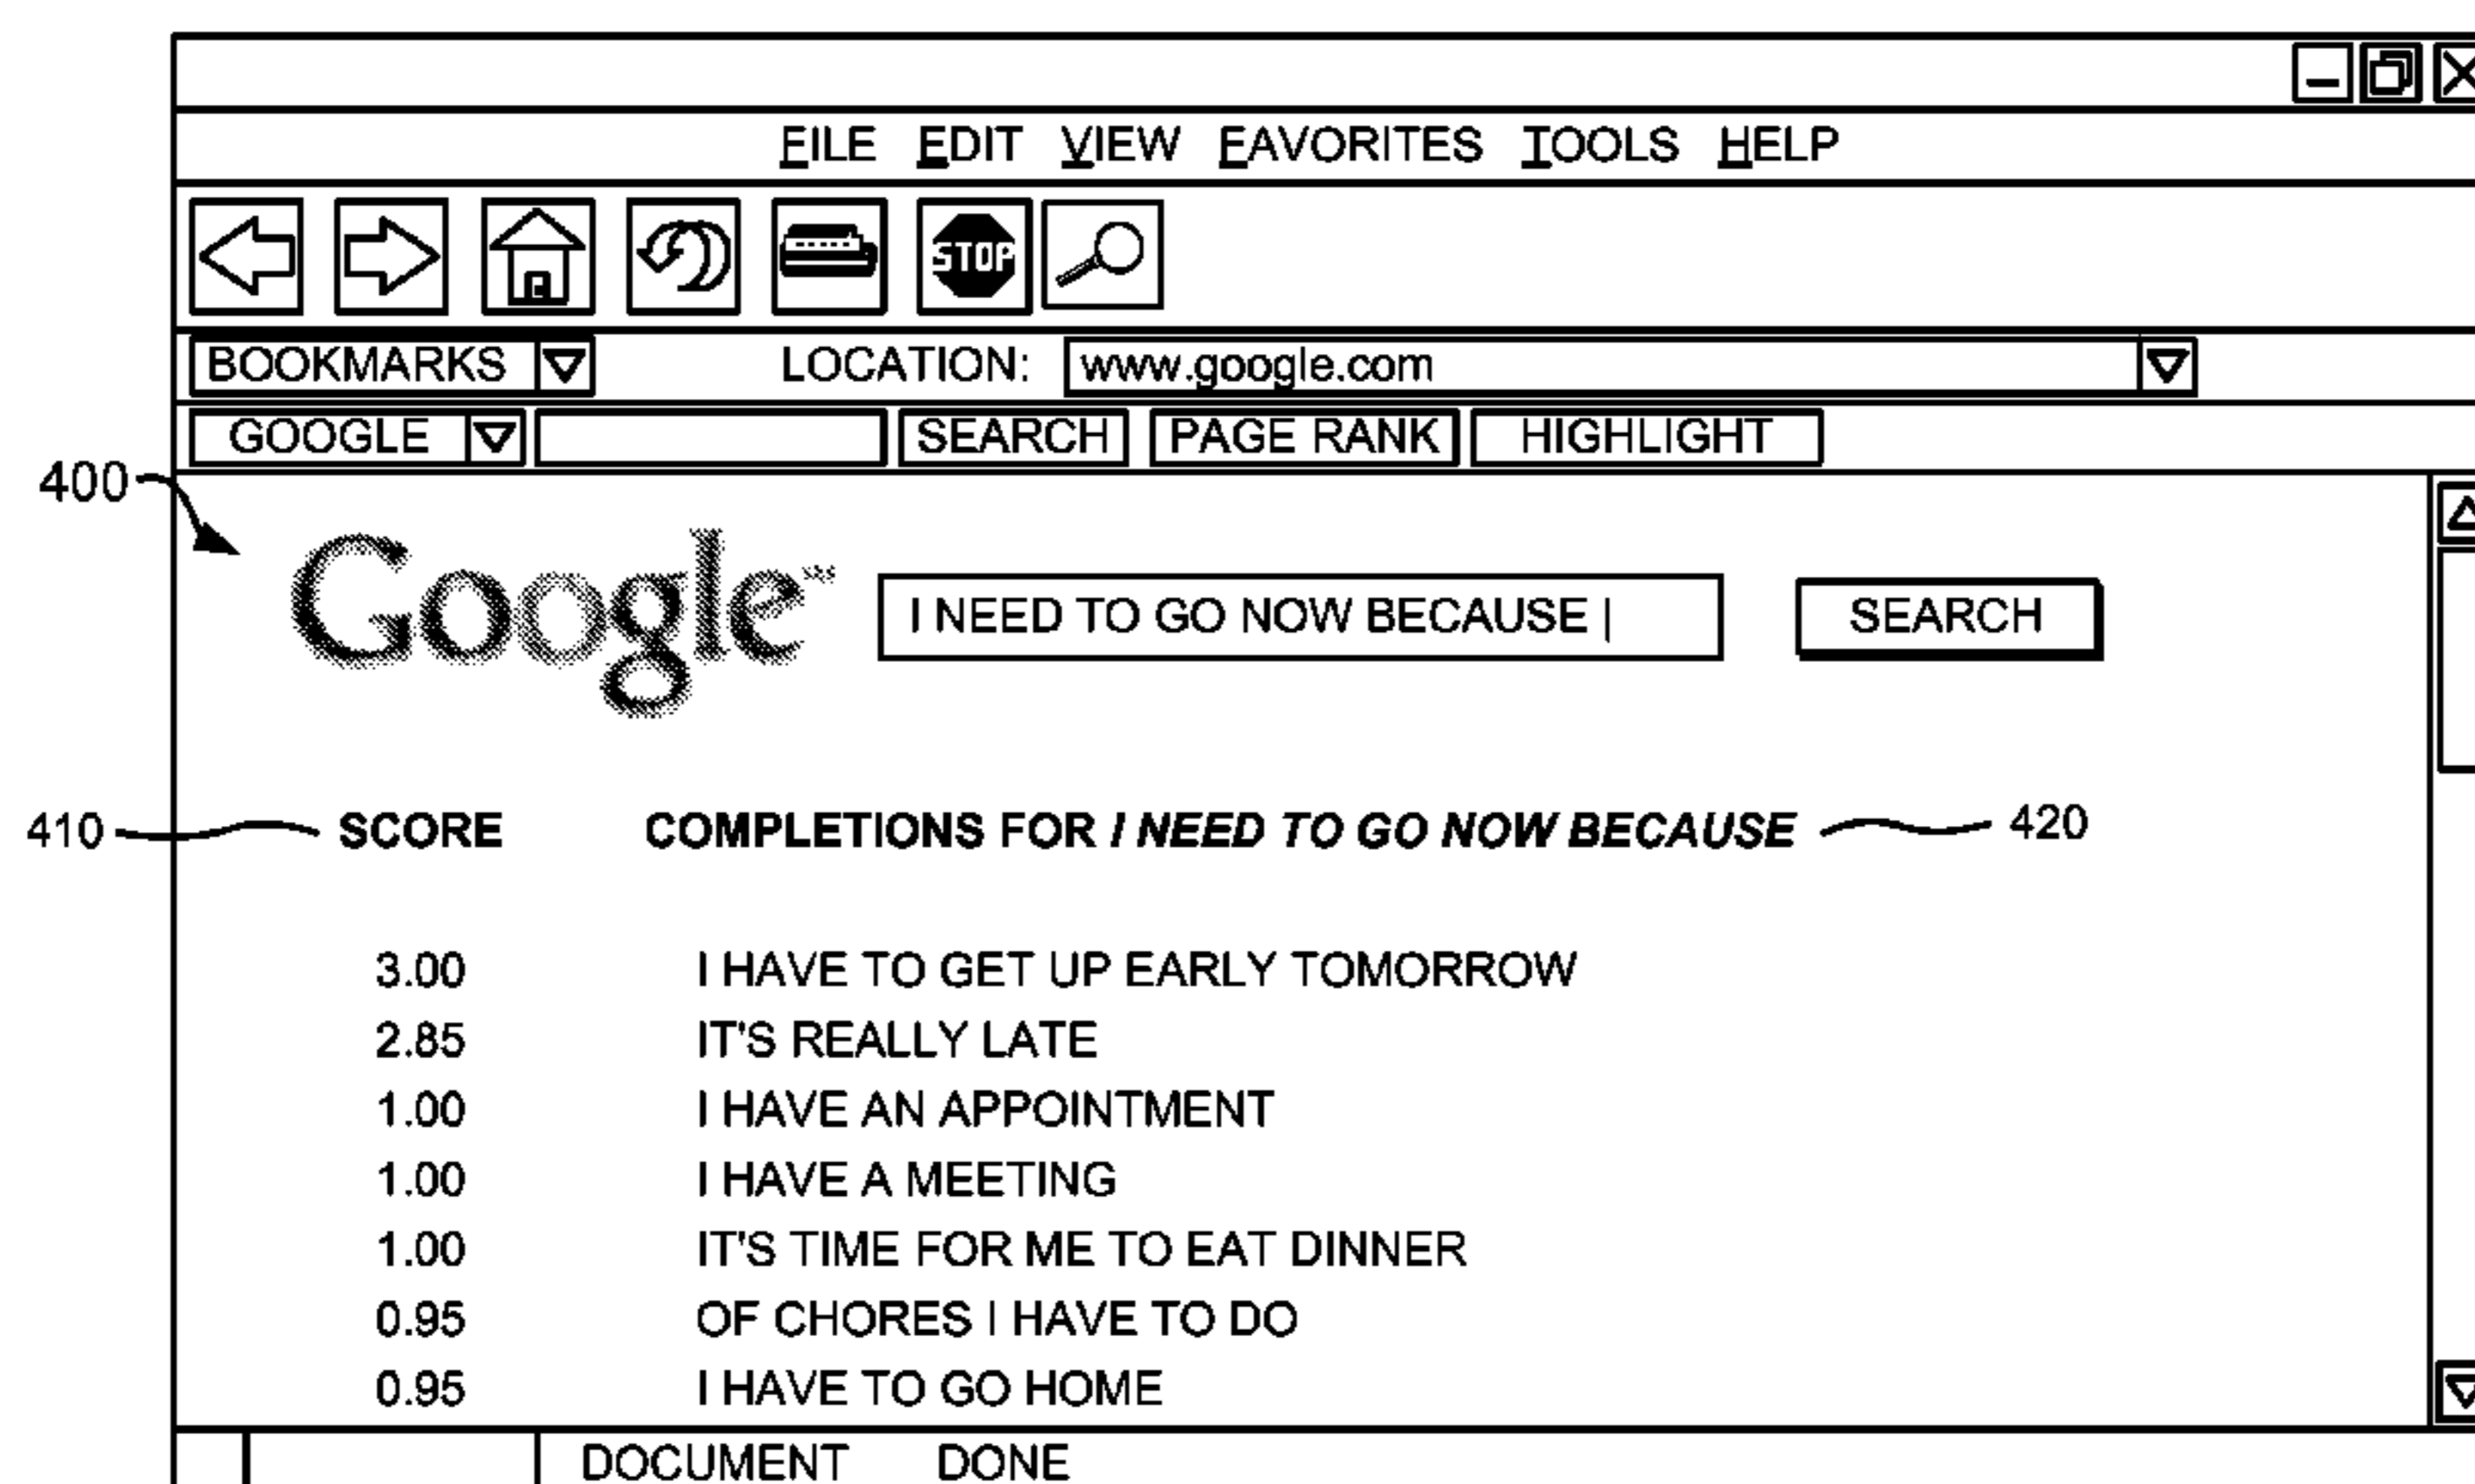 FILE EDIT VIEW FAVORITES TOOLS HELP
STOP
BOOKMARKS LOCATION: www.google.com
GOOGLE SEARCH PAGE RANK HIGHLIGHT
400
Google I NEED TO GO NOW BECAUSE | SEARCH
410 SCORE COMPLETIONS FOR I NEED TO GO NOW BECAUSE 420
3.00 I HAVE TO GET UP EARLY TOMORROW
2.85 IT'S REALLY LATE
1.00 I HAVE AN APPOINTMENT
1.00 I HAVE A MEETING
1.00 IT'S TIME FOR ME TO EAT DINNER
0.95 OF CHORES I HAVE TO DO
0.95 I HAVE TO GO HOME
DOCUMENT DONE